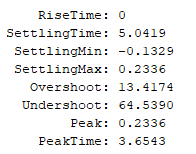 RiseTime: 0
SettlingTime: 5.0419
SettlingMin: -0.1329
SettlingMax: 0.2336
Overshoot: 13.4174
Undershoot: 64.5390
Peak: 0.2336
PeakTime: 3.6543